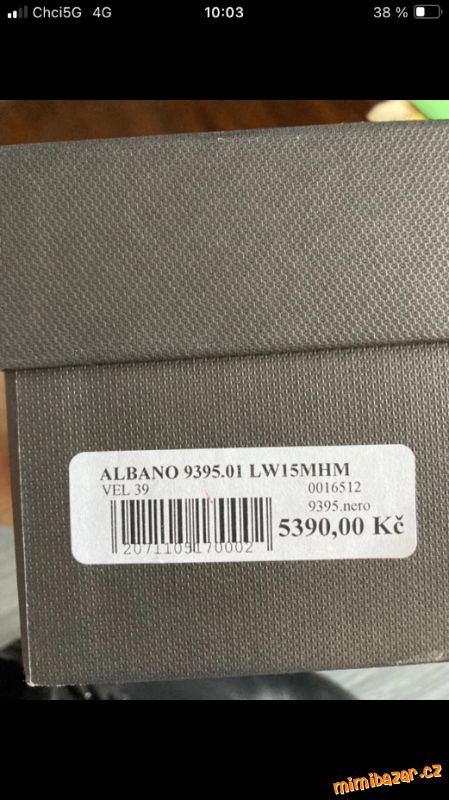 Chci5G 4G 10:03 38 %
ALBANO 9395.01 LW15MHM
VEL 39 0016512
9395.nero
5390,00 Kč
2071105170002
mimibazar.cz